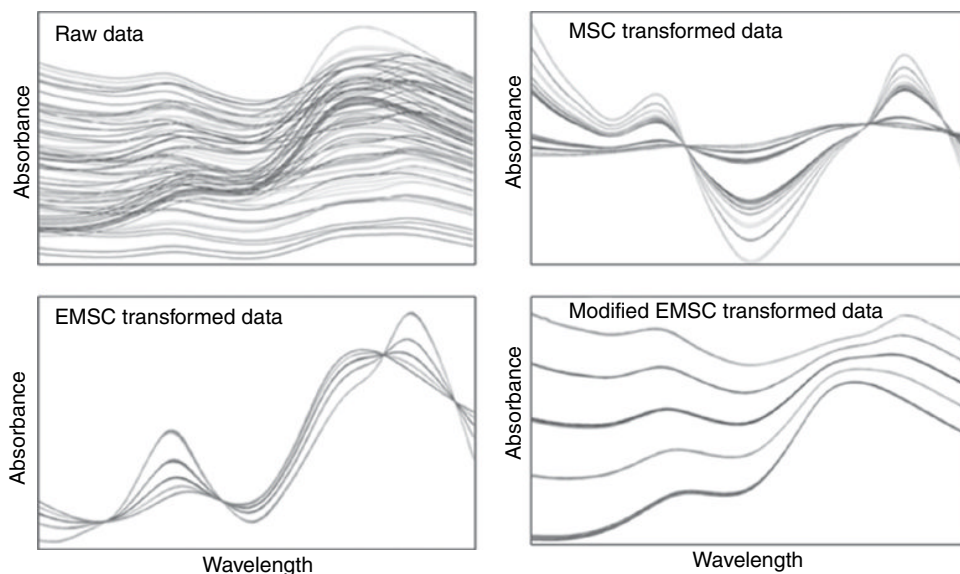 Raw data
Absorbance
MSC transformed data
Absorbance
EMSC transformed data
Absorbance
Wavelength
Modified EMSC transformed data
Absorbance
Wavelength